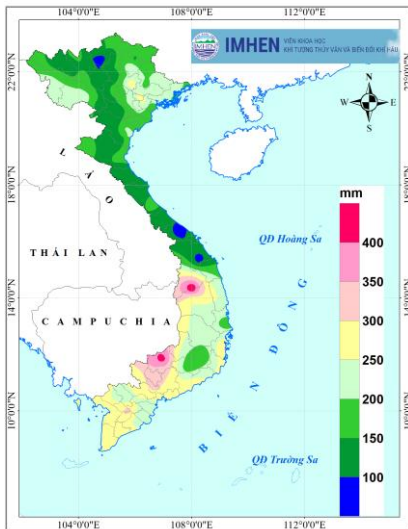 IMHEN
VIỆN KHOA HỌC
KHÍ TƯỢNG THỦY VĂN VÀ BIẾN ĐỔI KHÍ HẬU
104°0'0"E
108°0'0"E
112°0'0"E
22°0'0"N
18°0'0"N
14°0'0"N
10°0'0"N
N
W
E
S
LÀO
THÁI LAN
CAMPUCHIA
QĐ Hoàng Sa
BIỂN ĐÔNG
QĐ Trường Sa
mm
400
350
300
250
200
150
100
104°0'0"E
108°0'0"E
112°0'0"E